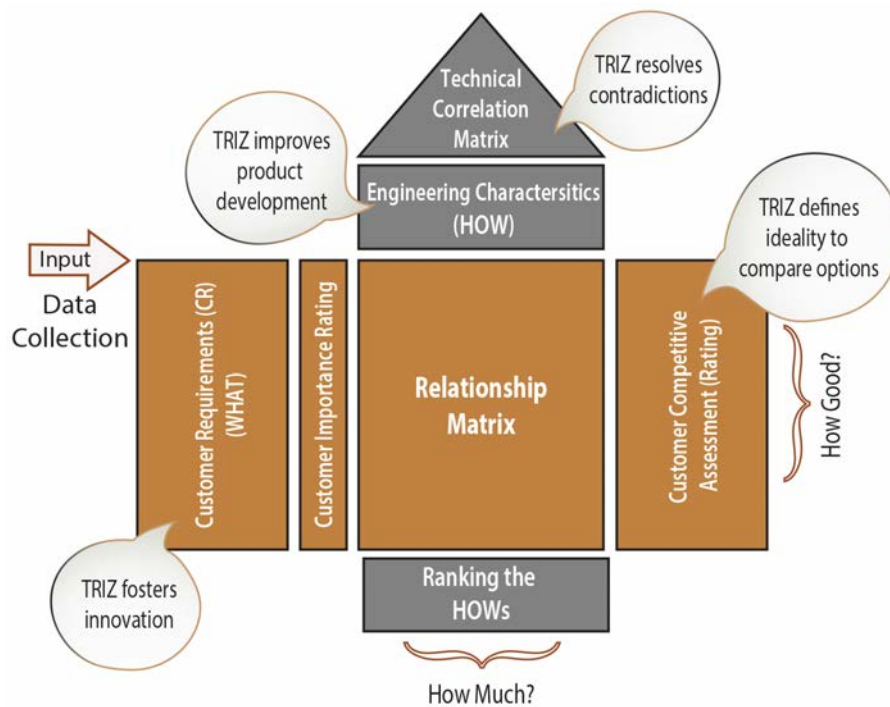 Technical
Correlation
Matrix
TRIZ resolves
contradictions
TRIZ improves
product
development
Engineering Charactersitics
(HOW)
TRIZ defines
ideality to
compare options
Input
Data
Collection
Customer Requirements (CR)
(WHAT)
Customer Importance Rating
Relationship
Matrix
Customer Competitive
Assessment (Rating)
How Good?
TRIZ fosters
innovation
Ranking the
HOWs
How Much?